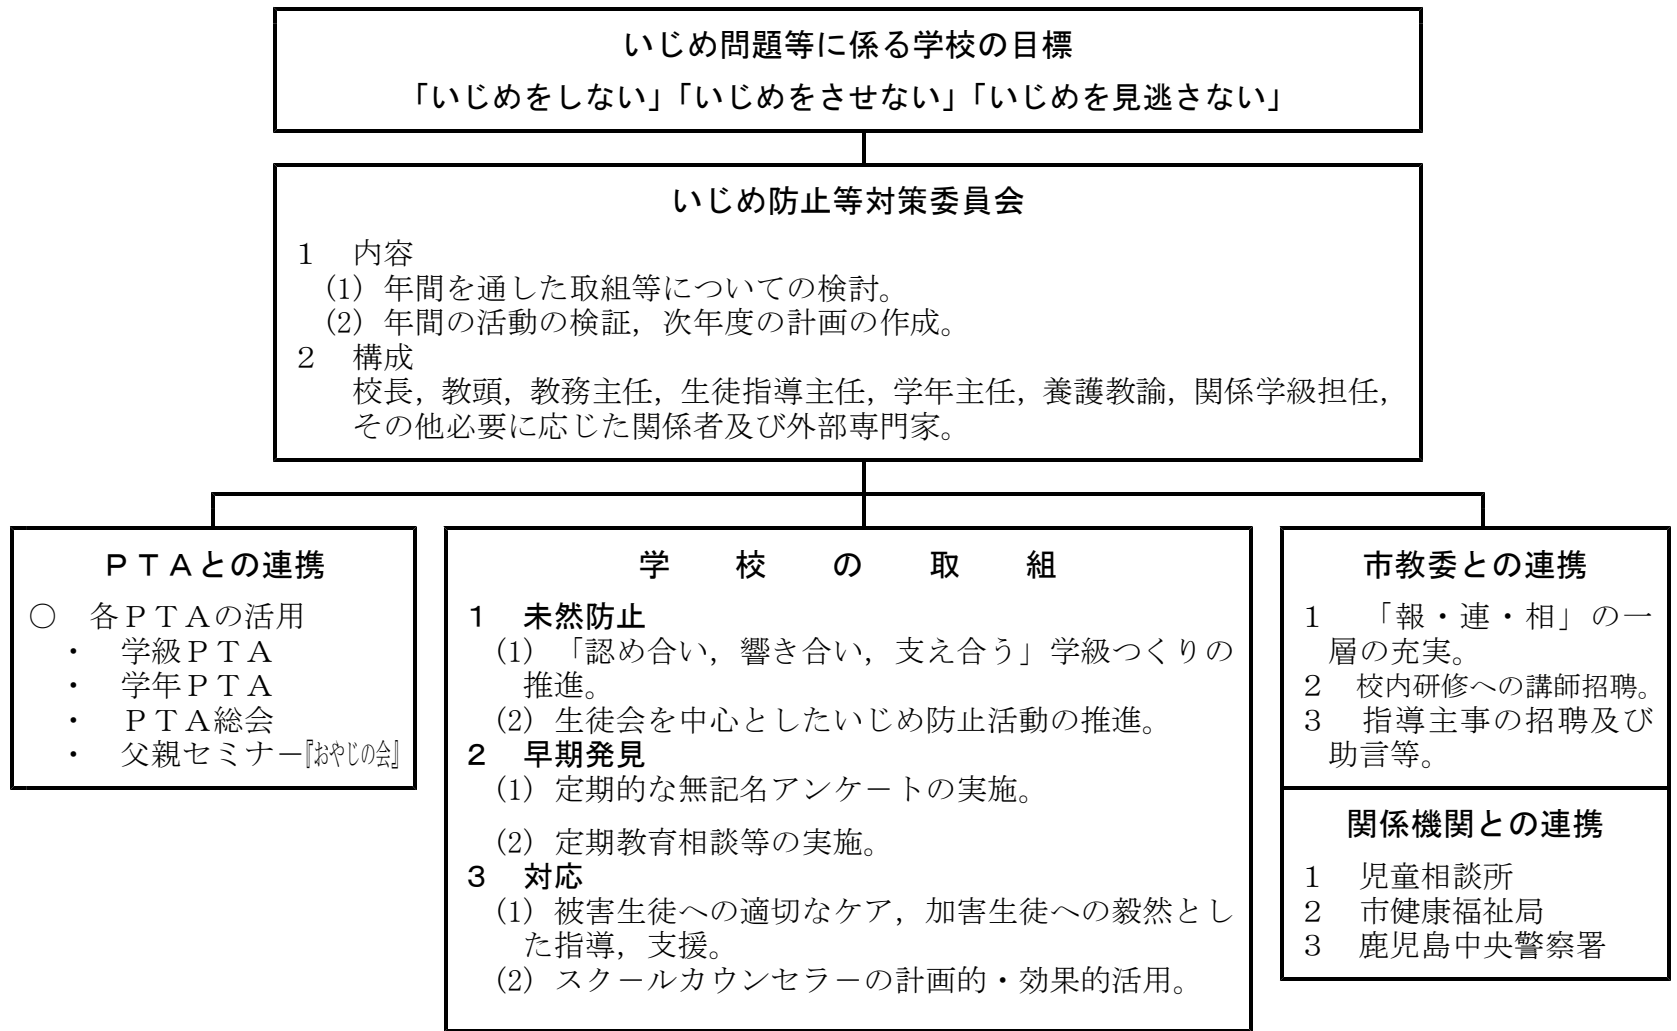 いじめ問題等に係る学校の目標
「いじめをしない」「いじめをさせない」「いじめを見逃さない」
いじめ防止等対策委員会
１　内容
(1) 年間を通した取組等についての検討。
(2) 年間の活動の検証，次年度の計画の作成。
２　構成
校長，教頭，教務主任，生徒指導主任，学年主任，養護教諭，関係学級担任，
その他必要に応じた関係者及び外部専門家。
ＰＴＡとの連携
○　各ＰＴＡの活用
・　学級ＰＴＡ
・　学年ＰＴＡ
・　ＰＴＡ総会
・　父親セミナー『おやじの会』
学　校　の　取　組
１　未然防止
(1) 「認め合い，響き合い，支え合う」学級つくりの
推進。
(2) 生徒会を中心としたいじめ防止活動の推進。
２　早期発見
(1) 定期的な無記名アンケートの実施。
(2) 定期教育相談等の実施。
３　対応
(1) 被害生徒への適切なケア，加害生徒への毅然とし
た指導，支援。
(2) スクールカウンセラーの計画的・効果的活用。
市教委との連携
１　「報・連・相」の一
層の充実。
２　校内研修への講師招聘。
３　指導主事の招聘及び
助言等。
関係機関との連携
１　児童相談所
２　市健康福祉局
３　鹿児島中央警察署